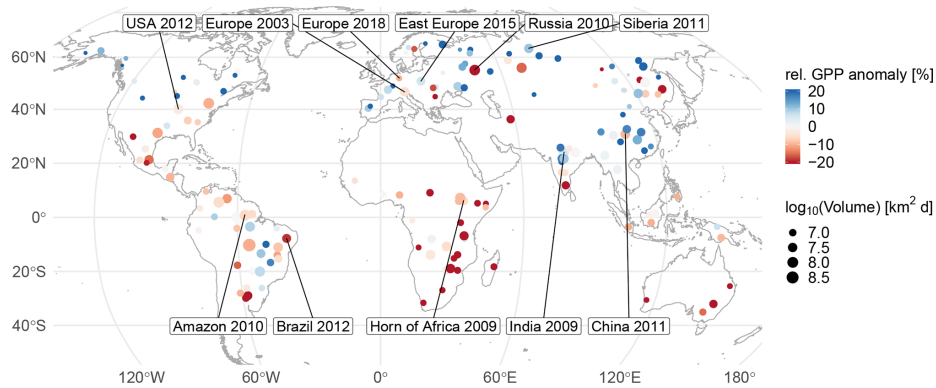 USA 2012 Europe 2003 Europe 2018 East Europe 2015 Russia 2010 Siberia 2011
60°N
40°N
20°N
0°
20°S
40°S
Amazon 2010 Brazil 2012 Horn of Africa 2009 India 2009 China 2011
120°W 60°W 0° 60°E 120°E 180°
rel. GPP anomaly [%]
20
10
0
−10
−20
log₁₀(Volume) [km² d]
7.0
7.5
8.0
8.5